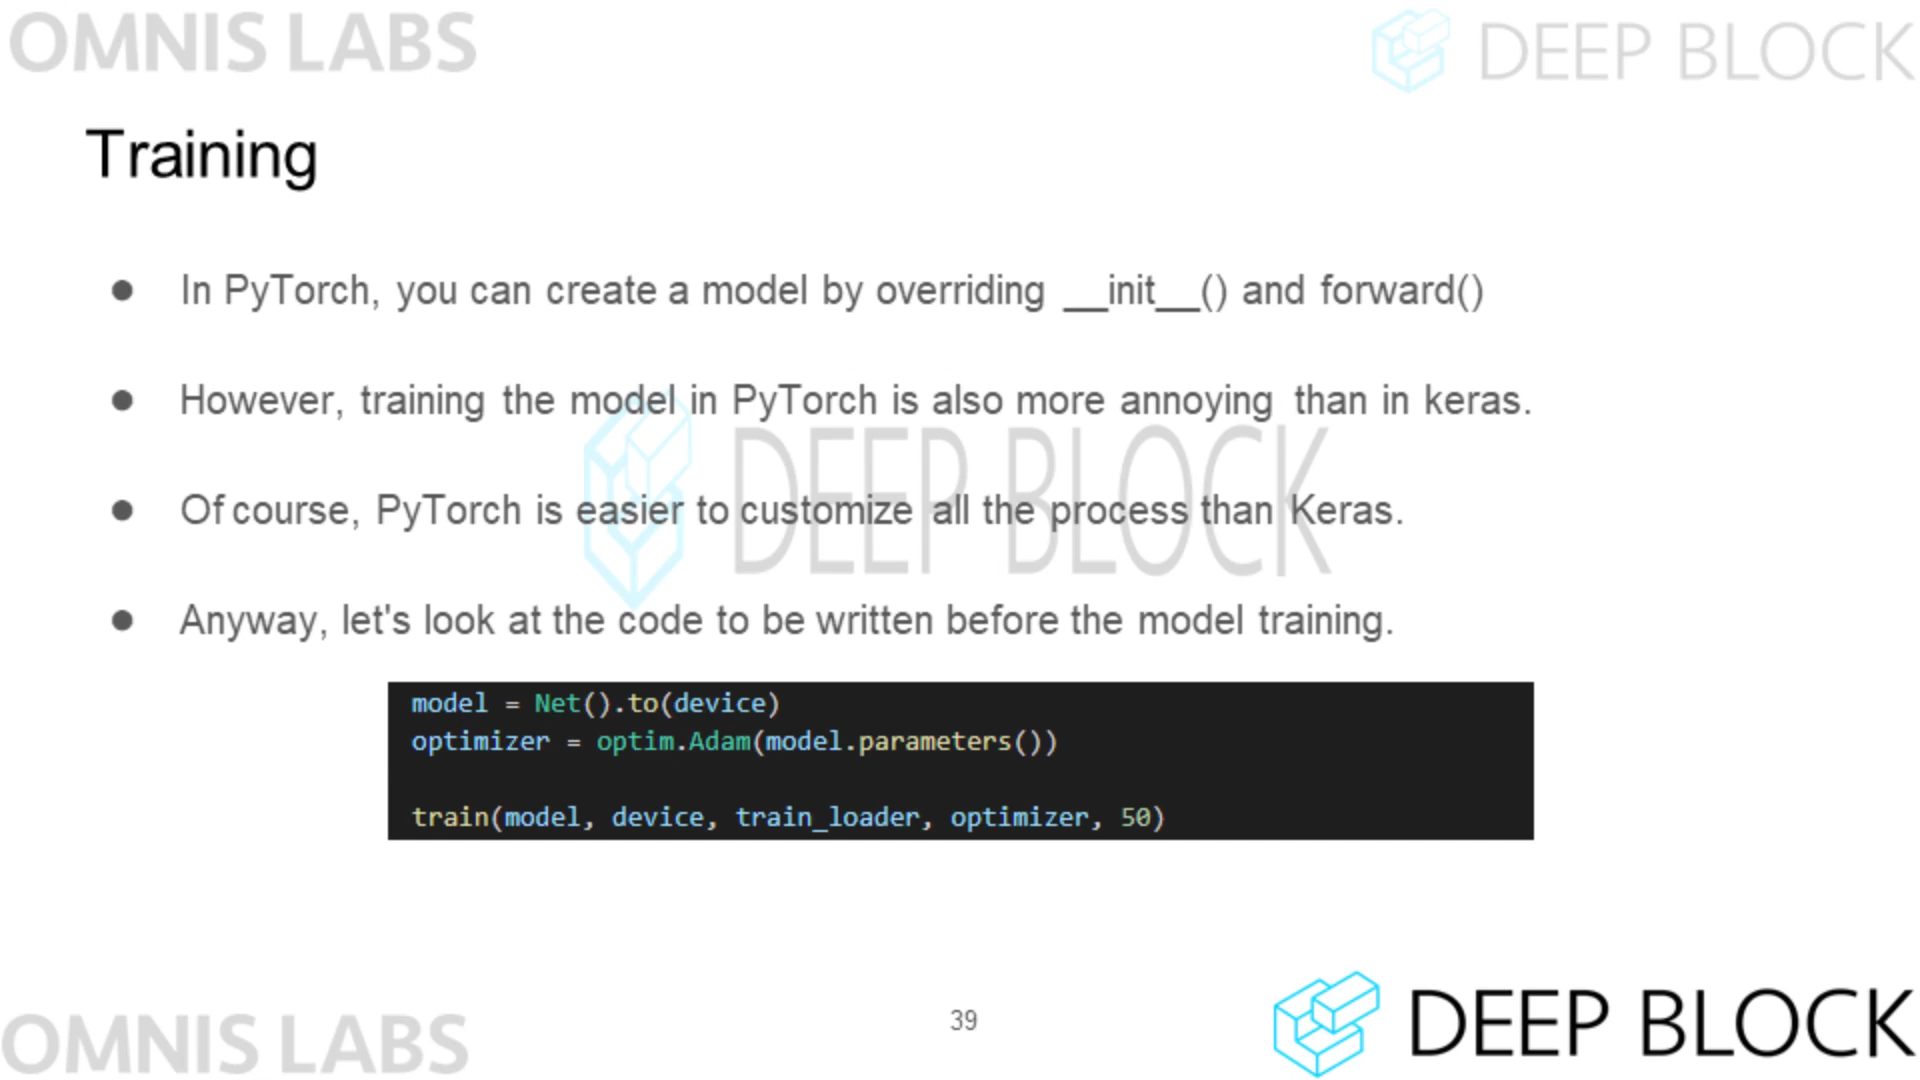 OMNIS LABS
DEEP BLOCK
Training
● In PyTorch, you can create a model by overriding __init__() and forward()
● However, training the model in PyTorch is also more annoying than in keras.
DEEP BLOCK
● Of course, PyTorch is easier to customize all the process than Keras.
● Anyway, let's look at the code to be written before the model training.
model = Net().to(device)
optimizer = optim.Adam(model.parameters())
train(model, device, train_loader, optimizer, 50)
OMNIS LABS
39
DEEP BLOCK